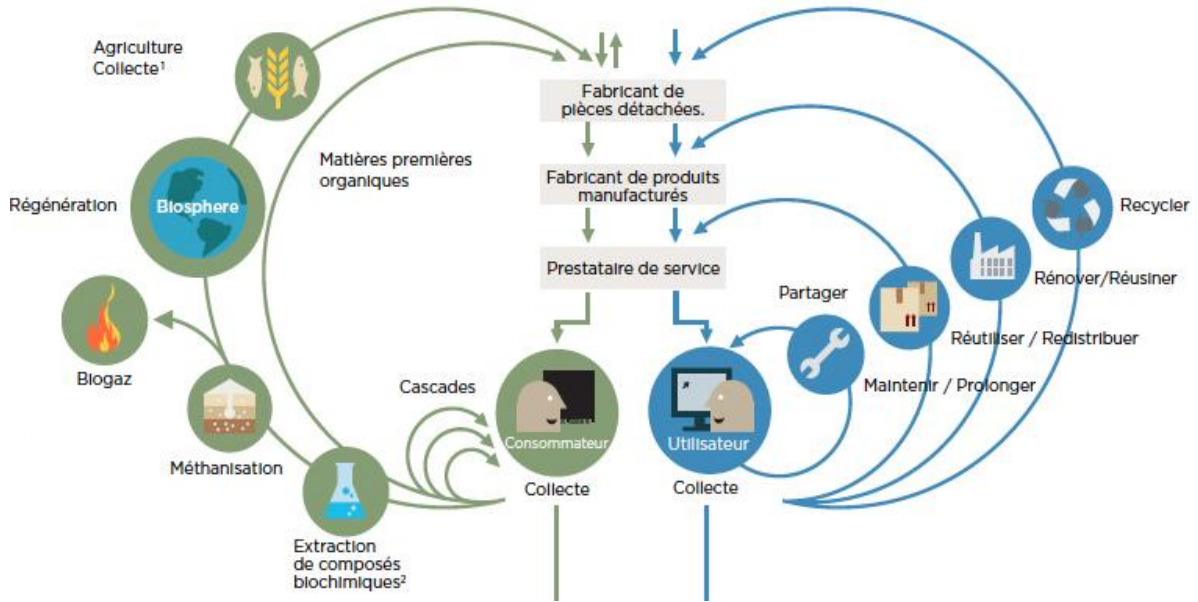 Agriculture
Collecte¹
Fabricant de
pièces détachées.
Matières premières
organiques
Fabricant de produits
manufacturés
Régénération
Biosphere
Recycler
Prestataire de service
Rénover/Réusiner
Partager
Réutiliser / Redistribuer
Biogaz
Cascades
Maintenir / Prolonger
Consommateur
Utilisateur
Méthanisation
Collecte
Collecte
Extraction
de composés
biochimiques²